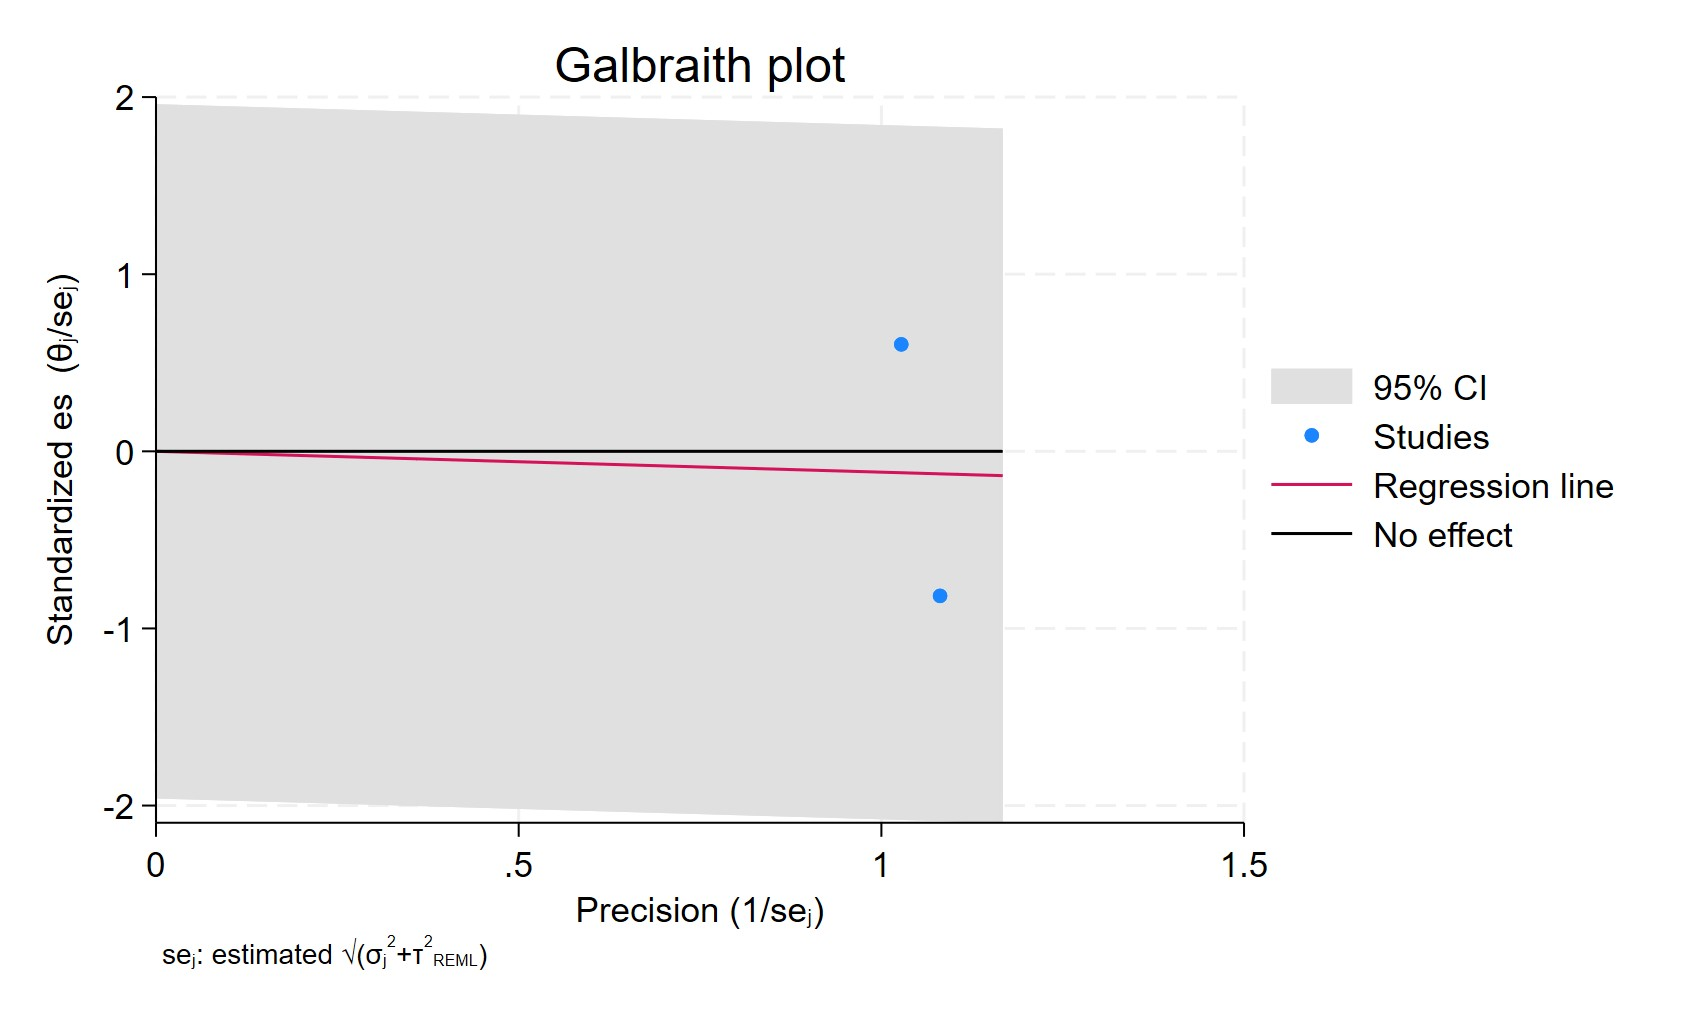 Galbraith plot
2
1
0
-1
-2
Standardized es (θⱼ/seⱼ)
0 .5 1 1.5
Precision (1/seⱼ)
seⱼ: estimated √(σⱼ²+τ²REML)
95% CI
Studies
Regression line
No effect